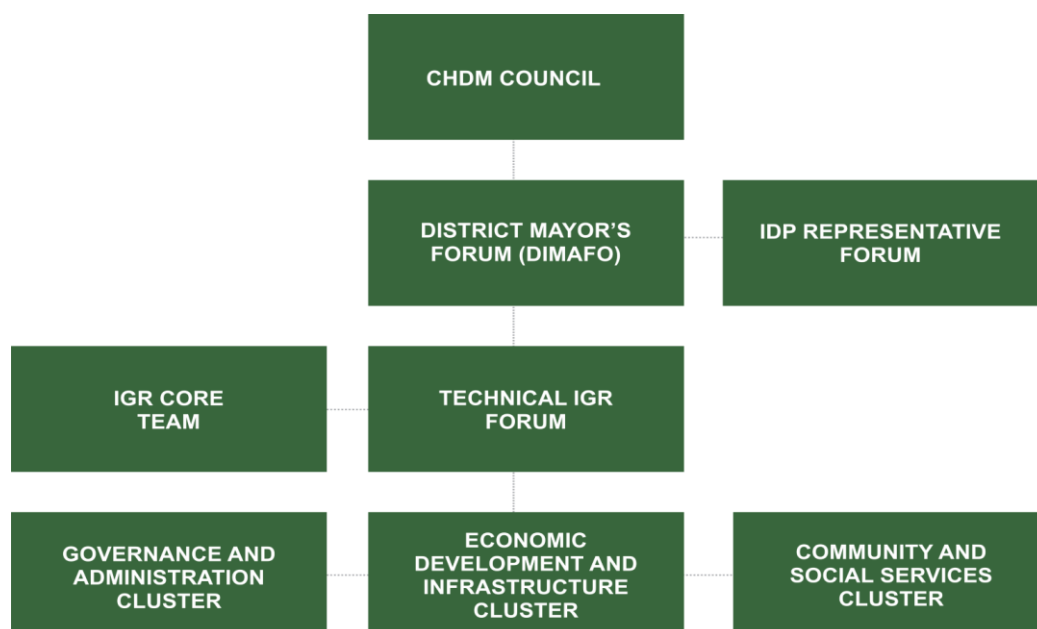 CHDM COUNCIL
DISTRICT MAYOR’S
FORUM (DIMAFO)
IDP REPRESENTATIVE
FORUM
IGR CORE
TEAM
TECHNICAL IGR
FORUM
GOVERNANCE AND
ADMINISTRATION
CLUSTER
ECONOMIC
DEVELOPMENT AND
INFRASTRUCTURE
CLUSTER
COMMUNITY AND
SOCIAL SERVICES
CLUSTER